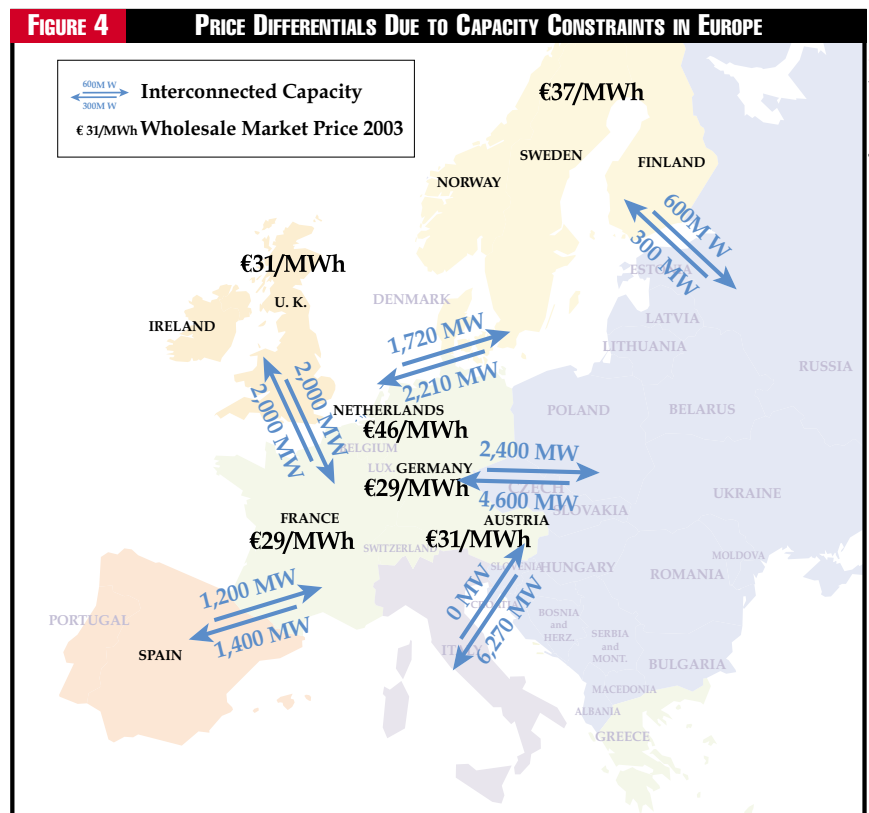 FIGURE 4
PRICE DIFFERENTIALS DUE TO CAPACITY CONSTRAINTS IN EUROPE
600M W
300M W
Interconnected Capacity
€ 31/MWh Wholesale Market Price 2003
€37/MWh
SWEDEN
FINLAND
NORWAY
600M W
300 MW
ESTONIA
€31/MWh
U. K.
IRELAND
DENMARK
LATVIA
LITHUANIA
RUSSIA
1,720 MW
2,210 MW
2,000 MW
2,000 MW
NETHERLANDS
€46/MWh
POLAND
BELARUS
BELGIUM
LUX.
GERMANY
€29/MWh
2,400 MW
4,600 MW
CZECH
SLOVAKIA
UKRAINE
FRANCE
€29/MWh
AUSTRIA
€31/MWh
SWITZERLAND
SLOVENIA
HUNGARY
MOLDOVA
ROMANIA
1,200 MW
1,400 MW
0 MW
6,270 MW
CROATIA
BOSNIA
and
HERZ.
SERBIA
and
MONT.
PORTUGAL
SPAIN
ITALY
BULGARIA
MACEDONIA
ALBANIA
GREECE